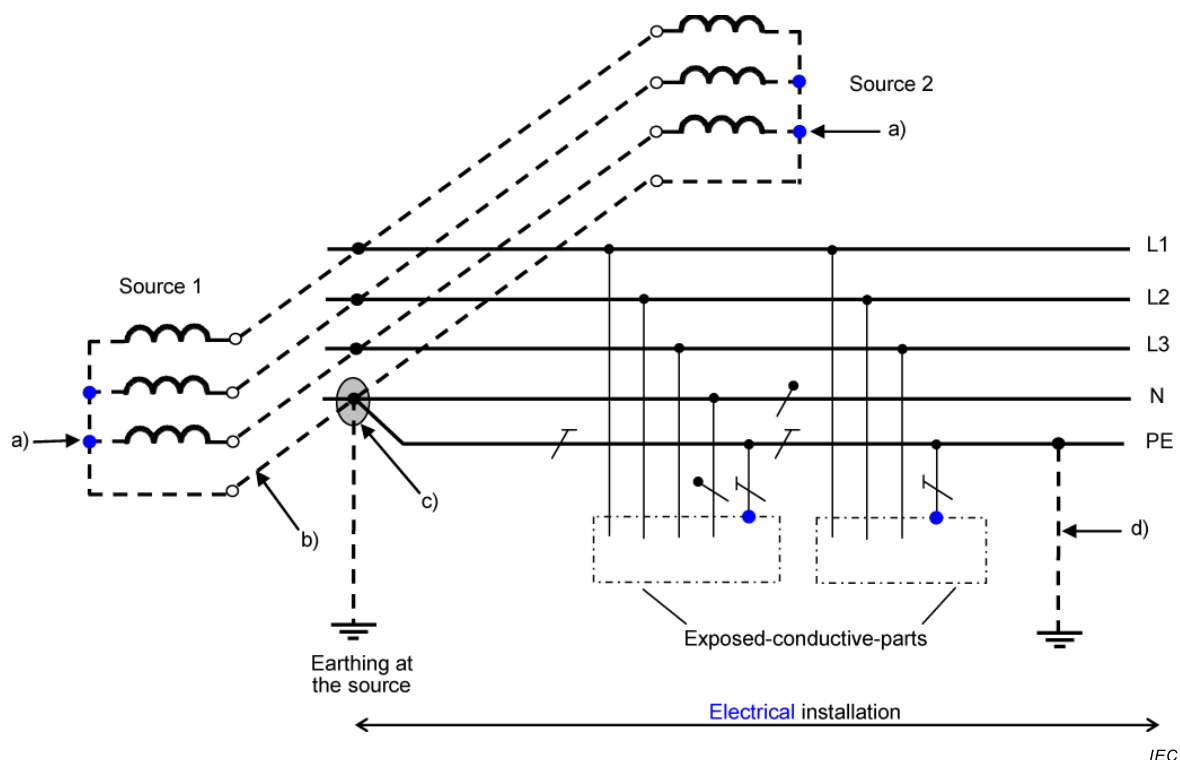 Source 2
a)
L1
Source 1
L2
L3
N
a)
PE
c)
b)
d)
Exposed-conductive-parts
Earthing at
the source
Electrical installation
IEC